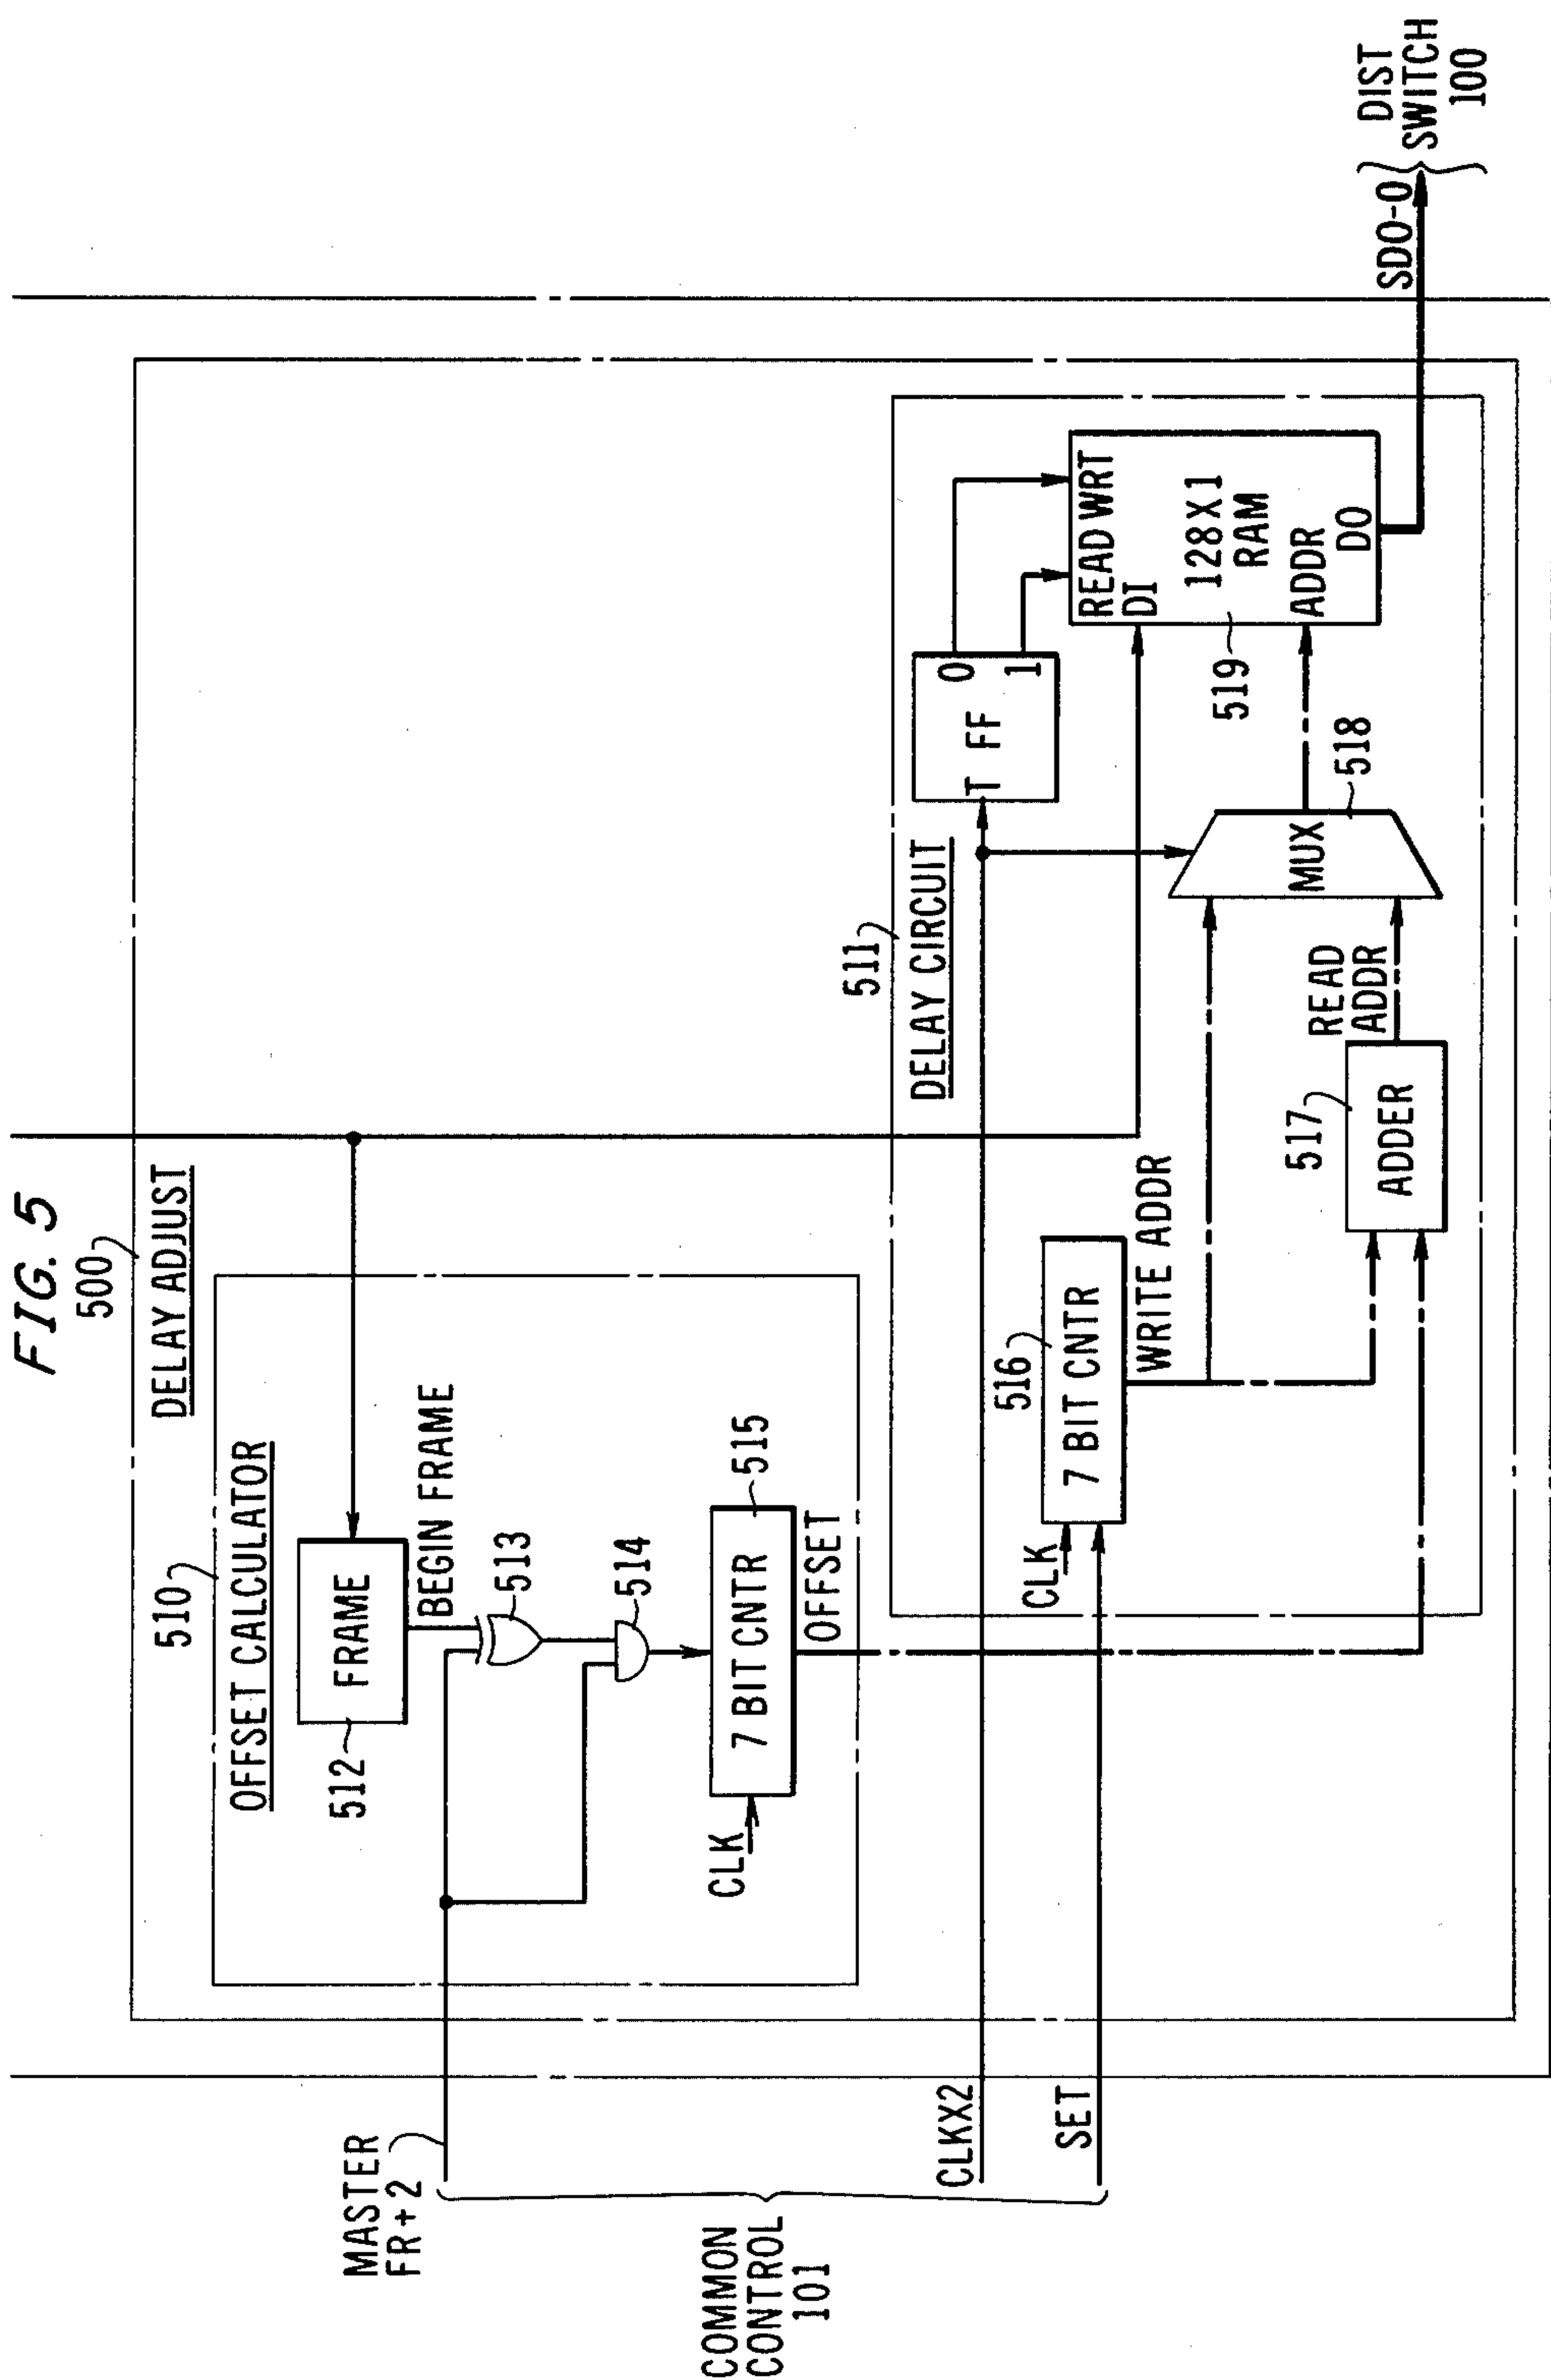 FIG. 5
500
DELAY ADJUST
510
OFFSET CALCULATOR
512
FRAME
BEGIN FRAME
513
514
CLK
7 BIT CNTR
515
OFFSET
MASTER
FR+2
COMMON
CONTROL
101
CLKX2
SET
511
DELAY CIRCUIT
CLK
516
7 BIT CNTR
WRITE ADDR
517
ADDER
READ
ADDR
MUX
518
T FF
0
1
READ WRT
DI
128X1
RAM
ADDR
DO
519
SDO-0
DIST
SWITCH
100